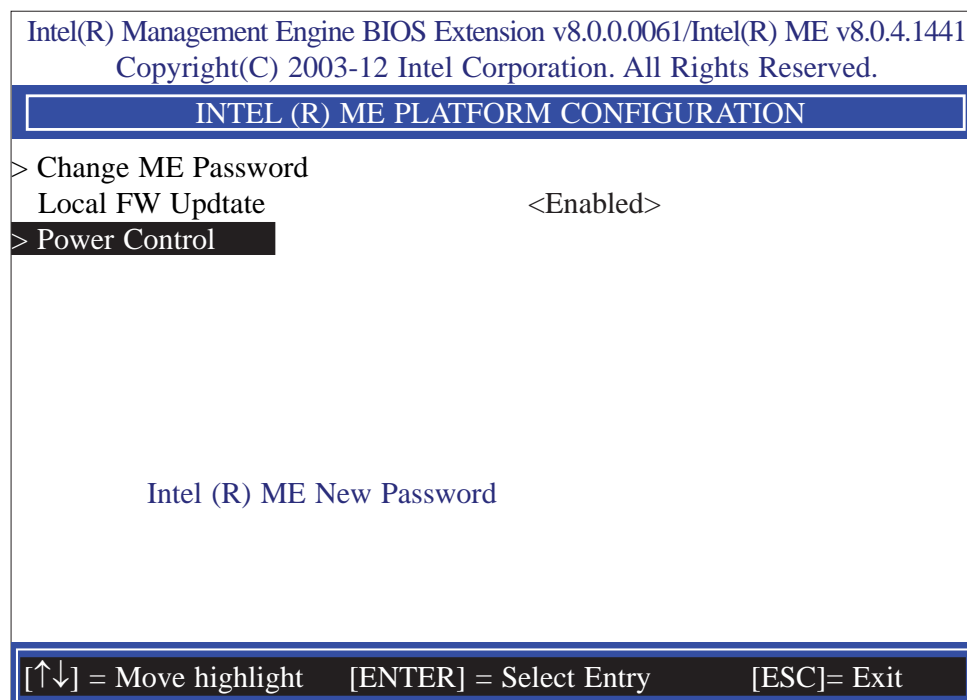 Intel(R) Management Engine BIOS Extension v8.0.0.0061/Intel(R) ME v8.0.4.1441
Copyright(C) 2003-12 Intel Corporation. All Rights Reserved.
INTEL (R) ME PLATFORM CONFIGURATION
> Change ME Password
Local FW Updtate <Enabled>
> Power Control
Intel (R) ME New Password
[↑↓] = Move highlight [ENTER] = Select Entry [ESC]= Exit